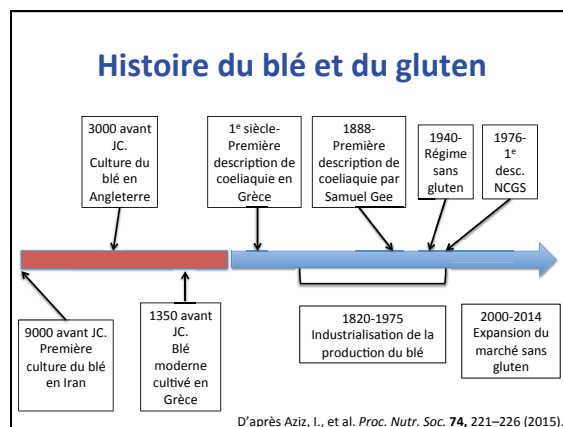 Histoire du blé et du gluten
3000 avant
JC.
Culture du
blé en
Angleterre
1e siècle-
Première
description de
coeliaquie en
Grèce
1888-
Première
description de
coeliaquie par
Samuel Gee
1940-
Régime
sans
gluten
1976-
1e
desc.
NCGS
9000 avant JC.
Première
culture du blé
en Iran
1350 avant
JC.
Blé
moderne
cultivé en
Grèce
1820-1975
Industrialisation de la
production du blé
2000-2014
Expansion du
marché sans
gluten
D'après Aziz, I., et al. Proc. Nutr. Soc. 74, 221–226 (2015).